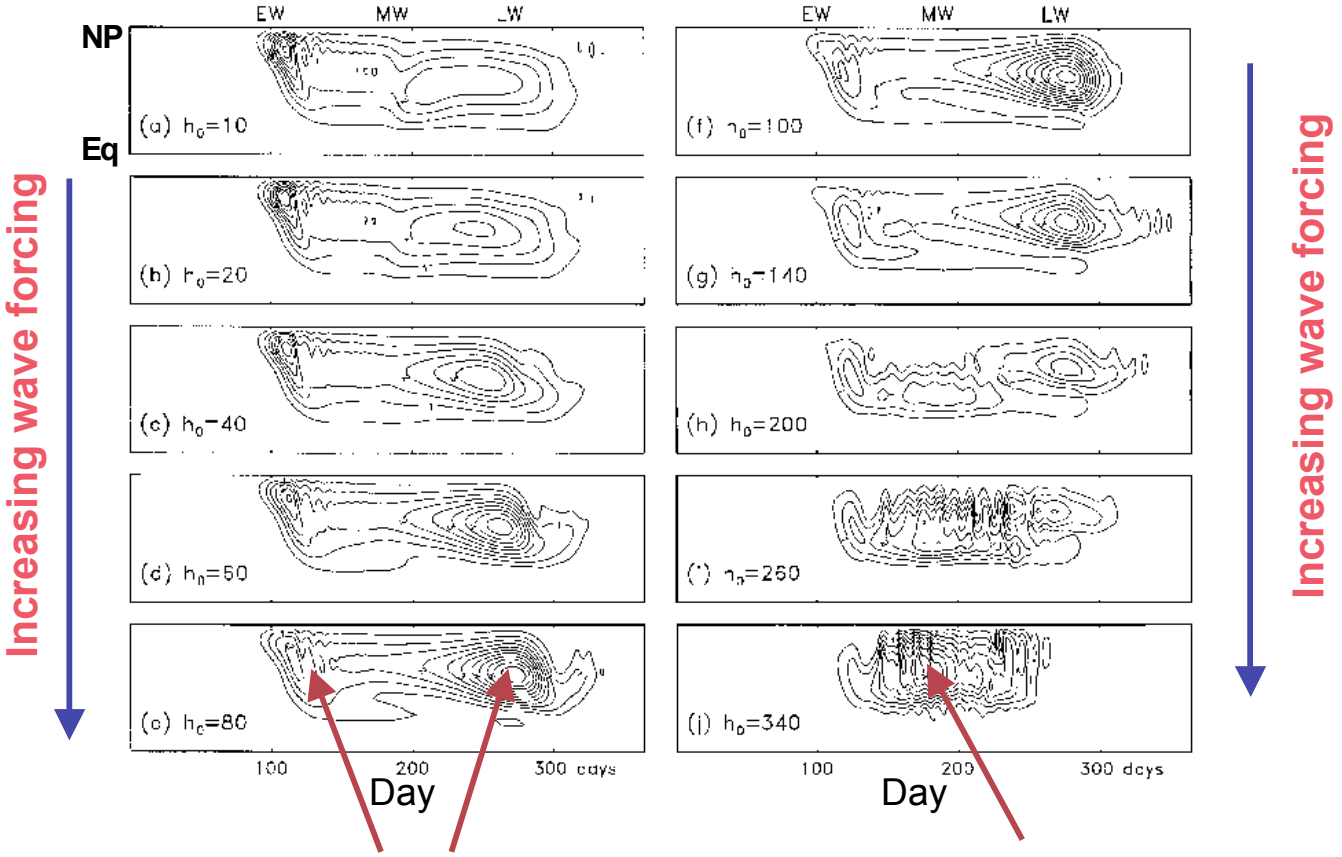 EW MW LW
NP
Eq
(a) h0=10
(b) h0=20
(c) h0=40
(d) h0=60
(e) h0=80
100 200 300 days
Day
EW MW LW
(f) h0=100
(g) h0=140
(h) h0=200
(i) h0=260
(j) h0=340
100 200 300 days
Day
Increasing wave forcing
Increasing wave forcing